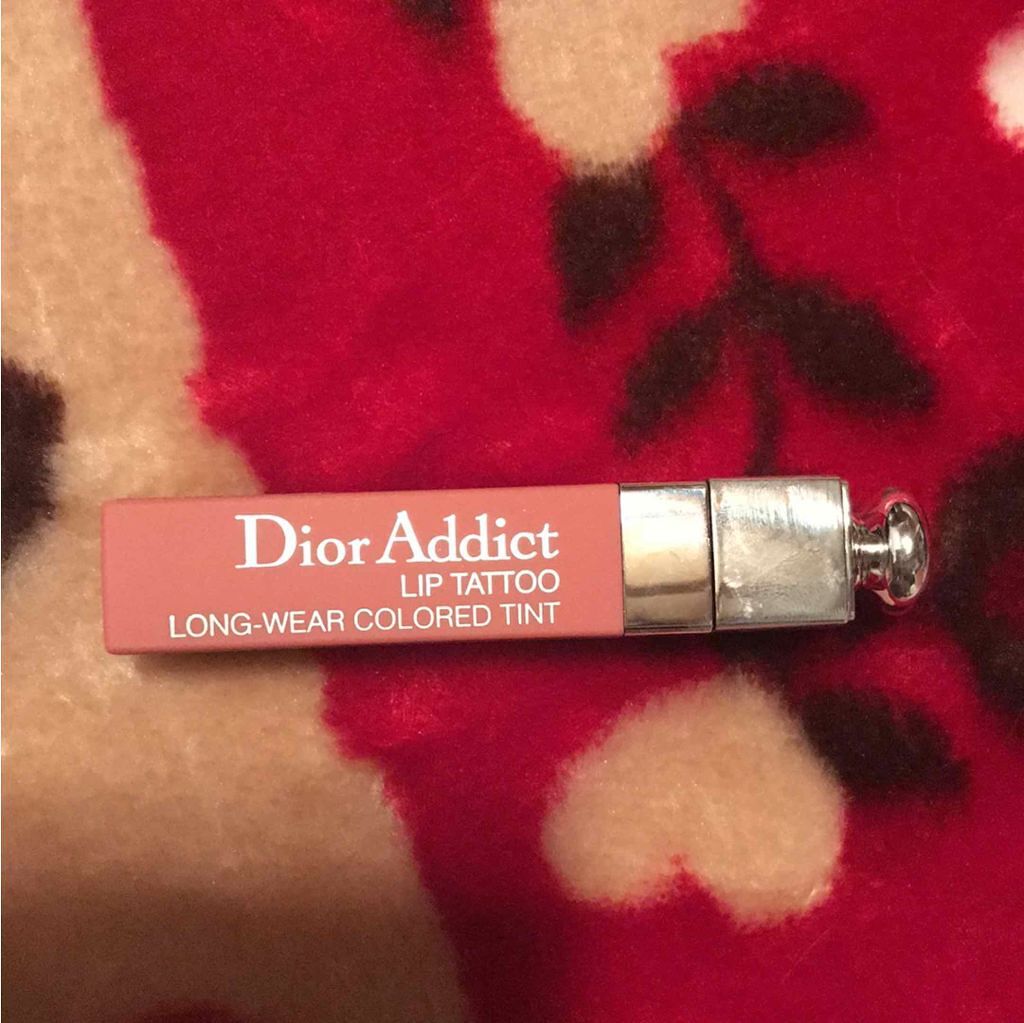 Dior Addict
LIP TATTOO
LONG-WEAR COLORED TINT